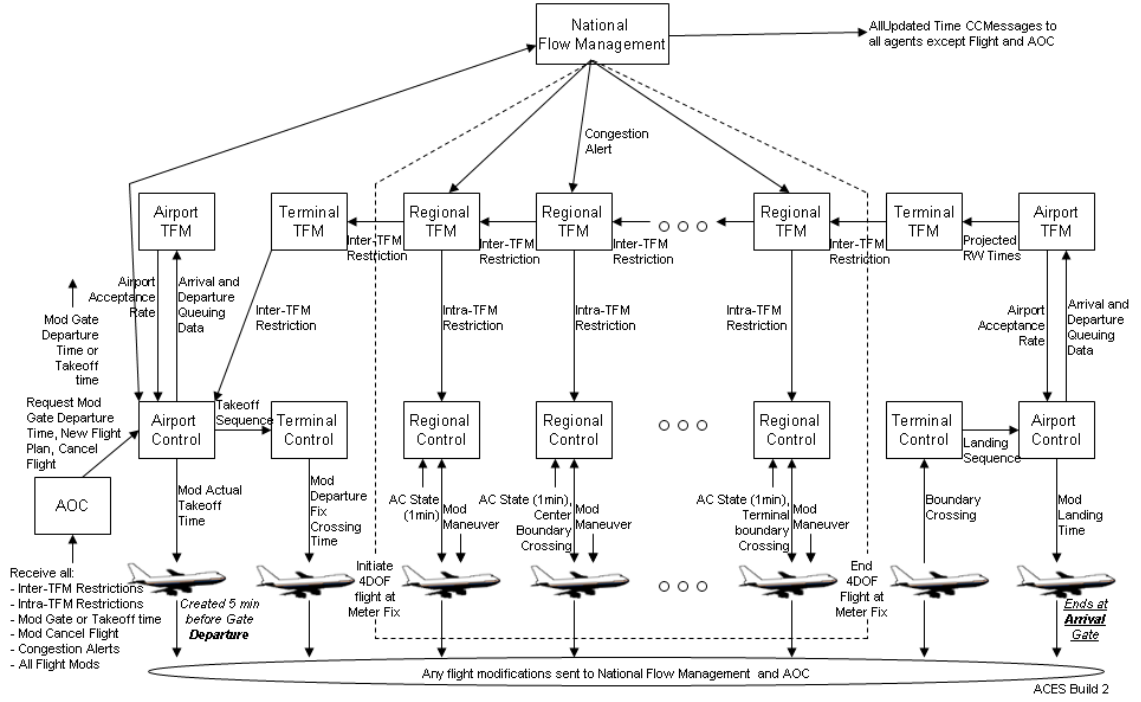 National
Flow Management
AllUpdated Time CCMessages to
all agents except Flight and AOC
Congestion
Alert
Airport
TFM
Terminal
TFM
Regional
TFM
Regional
TFM
Regional
TFM
Terminal
TFM
Airport
TFM
Inter-TFM
Restriction
Inter-TFM
Restriction
Inter-TFM
Restriction
Inter-TFM
Restriction
Projected
RW Times
Airport
Acceptance
Rate
Arrival and
Departure
Queuing
Data
Inter-TFM
Restriction
Intra-TFM
Restriction
Intra-TFM
Restriction
Intra-TFM
Restriction
Airport
Acceptance
Rate
Arrival and
Departure
Queuing
Data
Mod Gate
Departure
Time or
Takeoff
time
Request Mod
Gate Departure
Time, New Flight
Plan, Cancel
Flight
Airport
Control
Takeoff
Sequence
Terminal
Control
Regional
Control
Regional
Control
Regional
Control
Terminal
Control
Landing
Sequence
Airport
Control
AOC
Mod Actual
Takeoff
Time
Mod
Departure
Fix
Crossing
Time
AC State
(1min)
Mod
Maneuver
AC State (1min),
Center
Boundary
Crossing
Mod
Maneuver
AC State (1min),
Terminal
boundary
Crossing
Mod
Maneuver
Boundary
Crossing
Mod
Landing
Time
Receive all:
- Inter-TFM Restrictions
- Intra-TFM Restrictions
- Mod Gate or Takeoff time
- Mod Cancel Flight
- Congestion Alerts
- All Flight Mods
Created 5 min
before Gate
Departure
Initiate
4DOF
flight at
Meter Fix
End
4DOF
Flight at
Meter Fix
Ends at
Arrival
Gate
Any flight modifications sent to National Flow Management and AOC
ACES Build 2